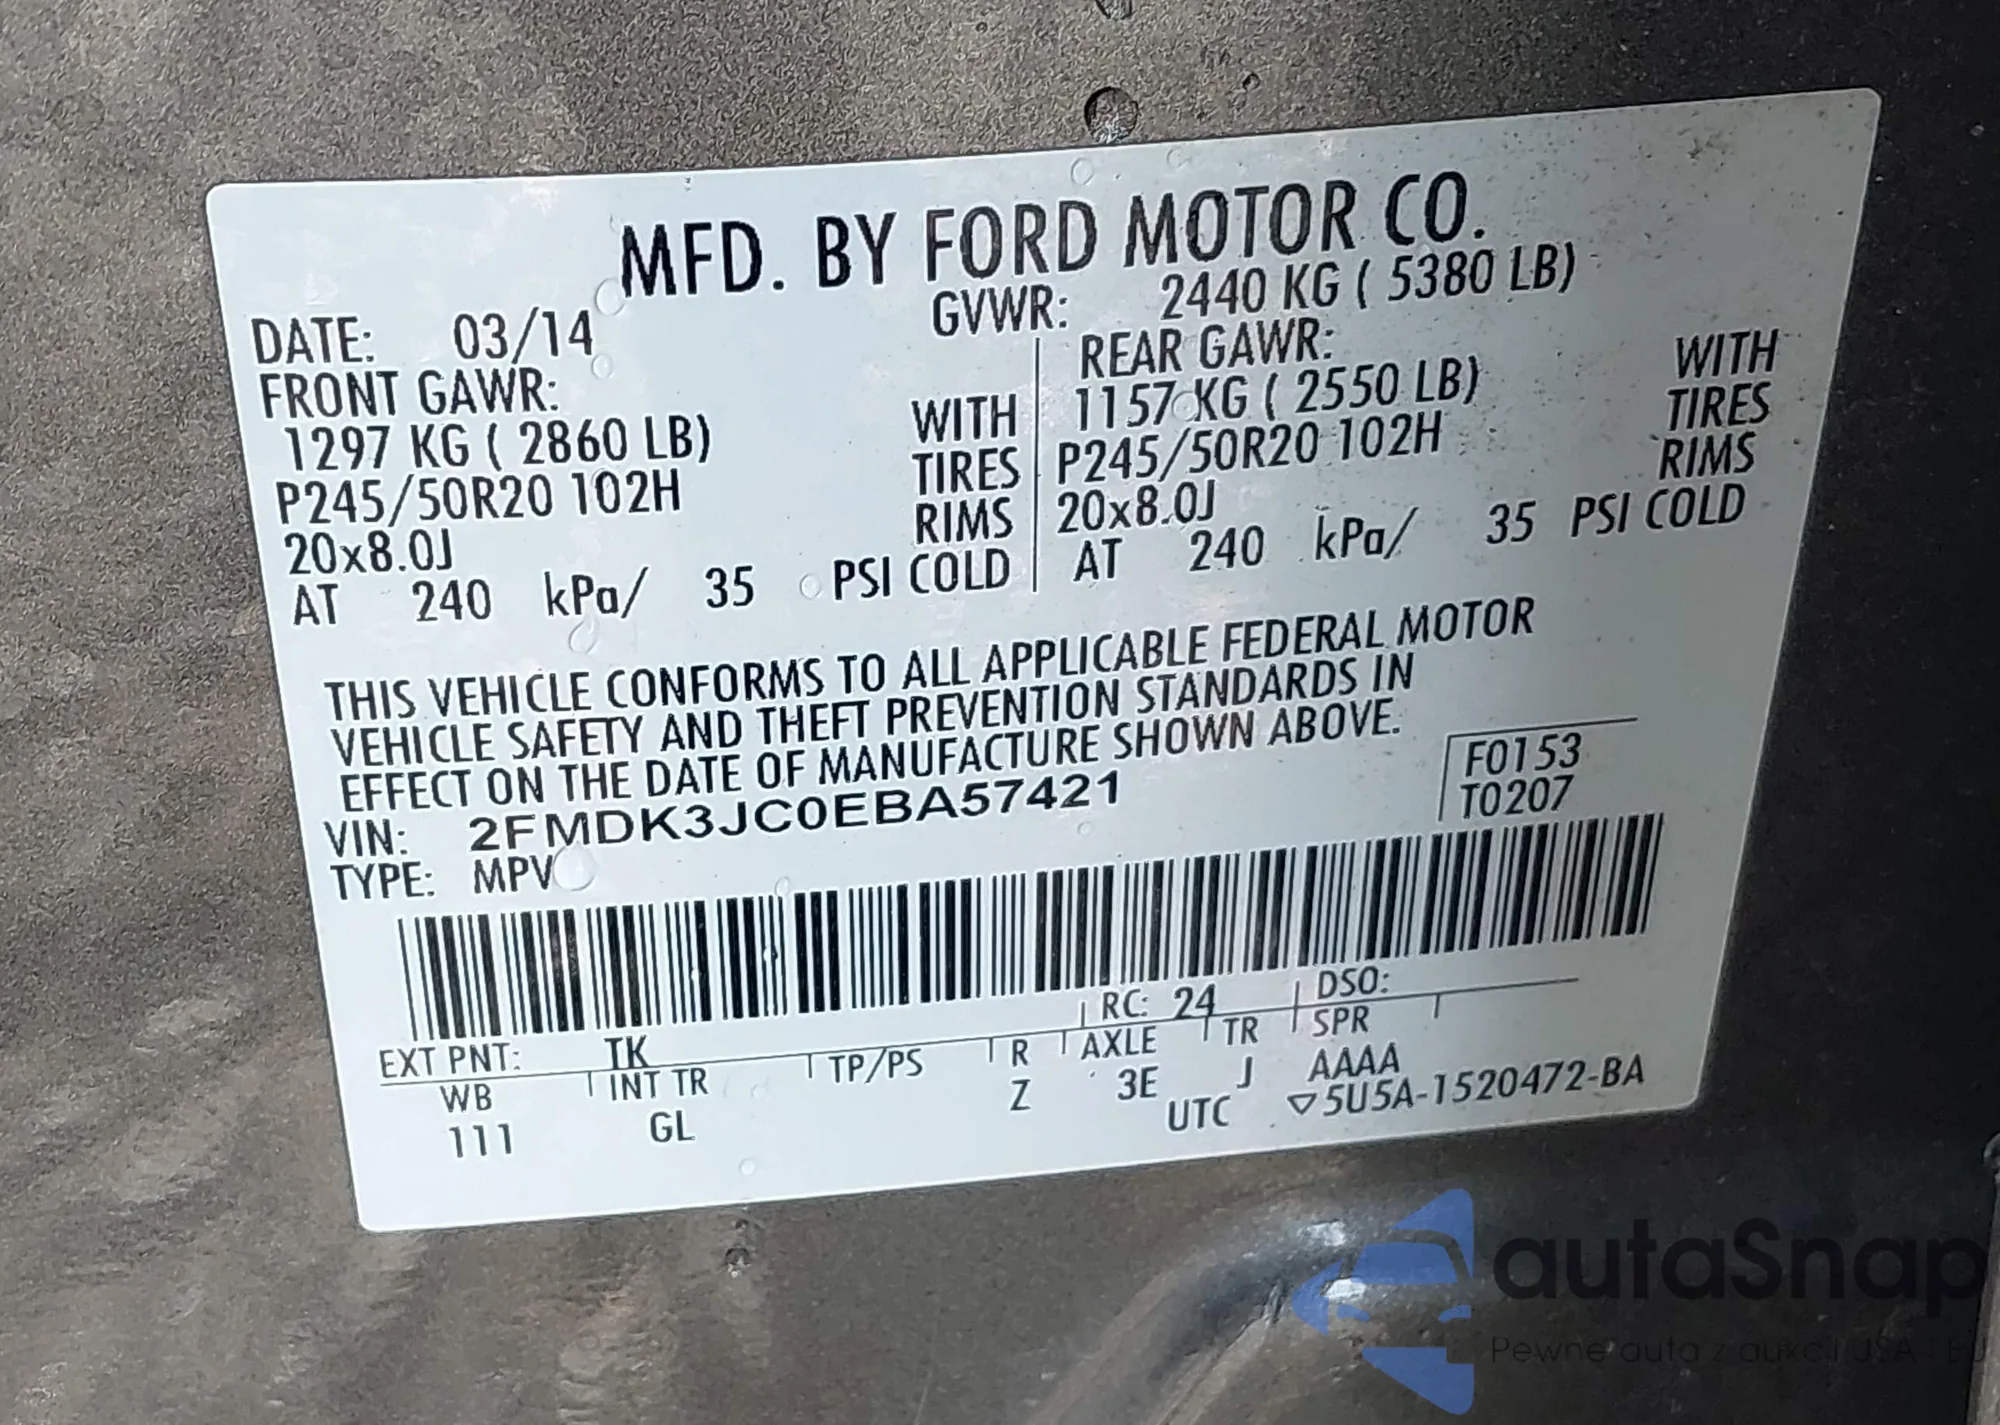 MFD. BY FORD MOTOR CO.
DATE: 03/14 GVWR: 2440 KG ( 5380 LB)
FRONT GAWR: REAR GAWR:
1297 KG ( 2860 LB) WITH 1157 KG ( 2550 LB) WITH
P245/50R20 102H TIRES P245/50R20 102H TIRES
20x8.0J RIMS 20x8.0J RIMS
AT 240 kPa/ 35 PSI COLD AT 240 kPa/ 35 PSI COLD
THIS VEHICLE CONFORMS TO ALL APPLICABLE FEDERAL MOTOR
VEHICLE SAFETY AND THEFT PREVENTION STANDARDS IN
EFFECT ON THE DATE OF MANUFACTURE SHOWN ABOVE.
F0153
VIN: 2FMDK3JC0EBA57421 T0207
TYPE: MPV
EXT PNT: TK RC: 24 DSO:
WB INT TR TP/PS R AXLE TR SPR
111 GL Z 3E J AAAA
UTC ▽5U5A-1520472-BA
autaSnap
Pewne auta z aukcji USA EU